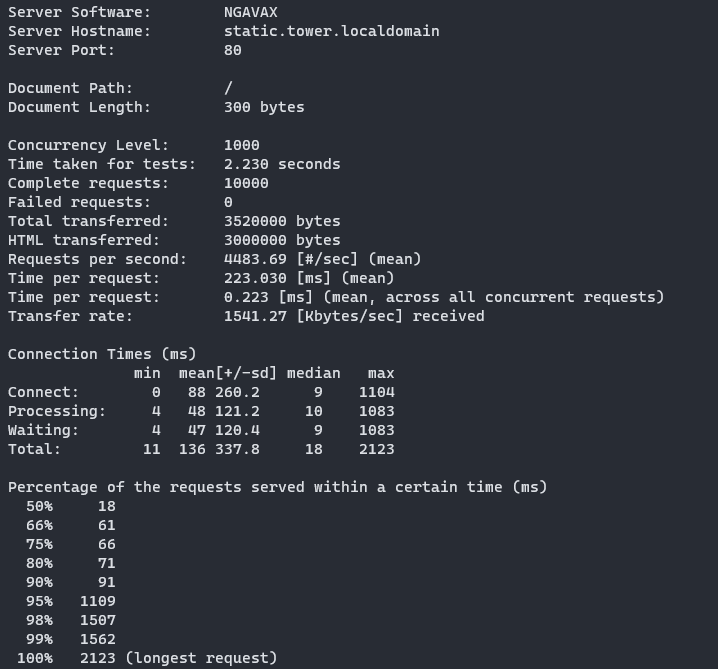 Server Software:        NGAVAX
Server Hostname:        static.tower.localdomain
Server Port:            80

Document Path:          /
Document Length:        300 bytes

Concurrency Level:      1000
Time taken for tests:   2.230 seconds
Complete requests:      10000
Failed requests:        0
Total transferred:      3520000 bytes
HTML transferred:       3000000 bytes
Requests per second:    4483.69 [#/sec] (mean)
Time per request:       223.030 [ms] (mean)
Time per request:       0.223 [ms] (mean, across all concurrent requests)
Transfer rate:          1541.27 [Kbytes/sec] received

Connection Times (ms)
              min  mean[+/-sd] median   max
Connect:        0   88 260.2      9    1104
Processing:     4   48 121.2     10    1083
Waiting:        4   47 120.4      9    1083
Total:         11  136 337.8     18    2123

Percentage of the requests served within a certain time (ms)
  50%     18
  66%     61
  75%     66
  80%     71
  90%     91
  95%   1109
  98%   1507
  99%   1562
 100%   2123 (longest request)